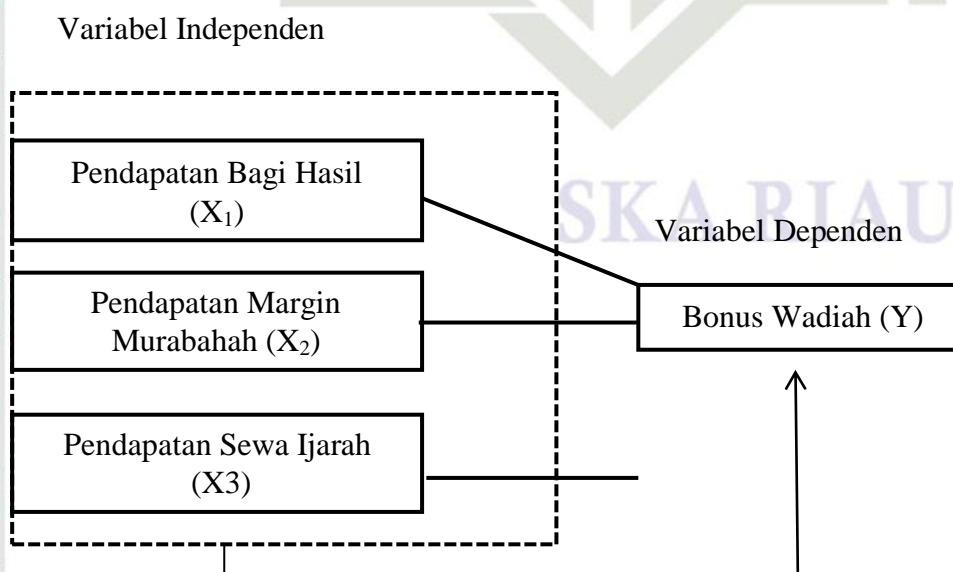 Variabel Independen
Pendapatan Bagi Hasil
(X₁)
SKA RIAU
Variabel Dependen
Pendapatan Margin
Murabahah (X₂)
Bonus Wadiah (Y)
Pendapatan Sewa Ijarah
(X3)